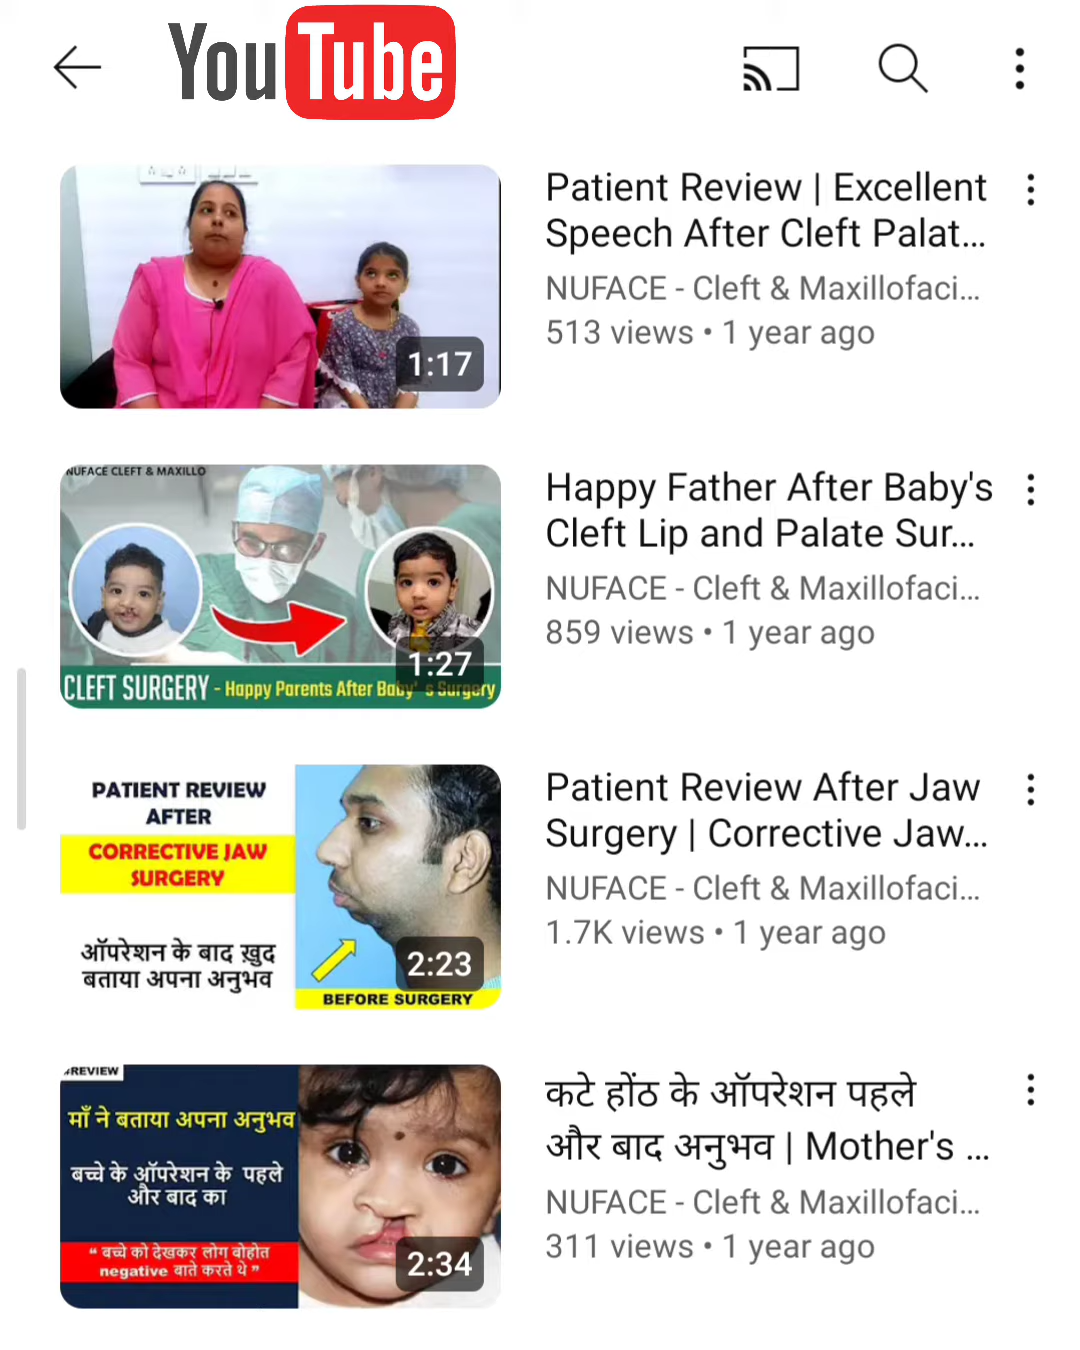 YouTube
Patient Review | Excellent
Speech After Cleft Palat...
NUFACE - Cleft & Maxillofaci...
513 views • 1 year ago
1:17
NUFACE CLEFT & MAXILLO
CLEFT SURGERY - Happy Parents After Baby' s Surgery
1:27
Happy Father After Baby's
Cleft Lip and Palate Sur...
NUFACE - Cleft & Maxillofaci...
859 views • 1 year ago
PATIENT REVIEW
AFTER
CORRECTIVE JAW
SURGERY
ऑपरेशन के बाद ख़ुद
बताया अपना अनुभव
2:23
BEFORE SURGERY
Patient Review After Jaw
Surgery | Corrective Jaw...
NUFACE - Cleft & Maxillofaci...
1.7K views • 1 year ago
REVIEW
माँ ने बताया अपना अनुभव
बच्चे के ऑपरेशन के पहले
और बाद का
“ बच्चे को देखकर लोग बोहोत
negative बाते करते थे ”
2:34
कटे होंठ के ऑपरेशन पहले
और बाद अनुभव | Mother's ...
NUFACE - Cleft & Maxillofaci...
311 views • 1 year ago